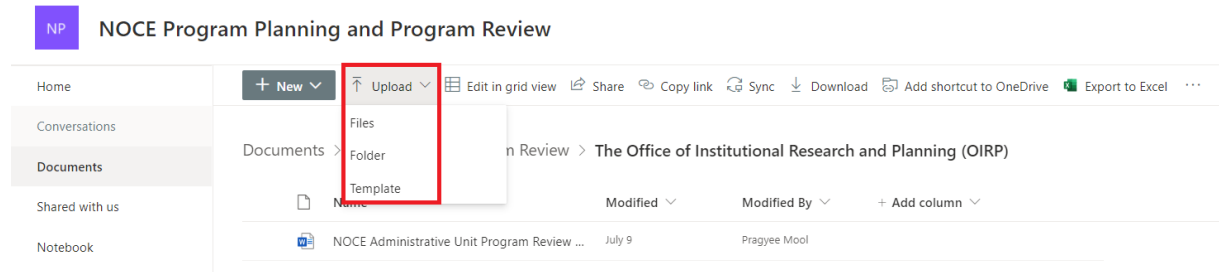 NP
NOCE Program Planning and Program Review
Home
Conversations
Documents
Shared with us
Notebook
New
Upload
Edit in grid view
Share
Copy link
Sync
Download
Add shortcut to OneDrive
Export to Excel
Files
Folder
Template
Documents > Review > The Office of Institutional Research and Planning (OIRP)
Modified
Modified By
+ Add column
NOCE Administrative Unit Program Review ...
July 9
Pragyee Mool